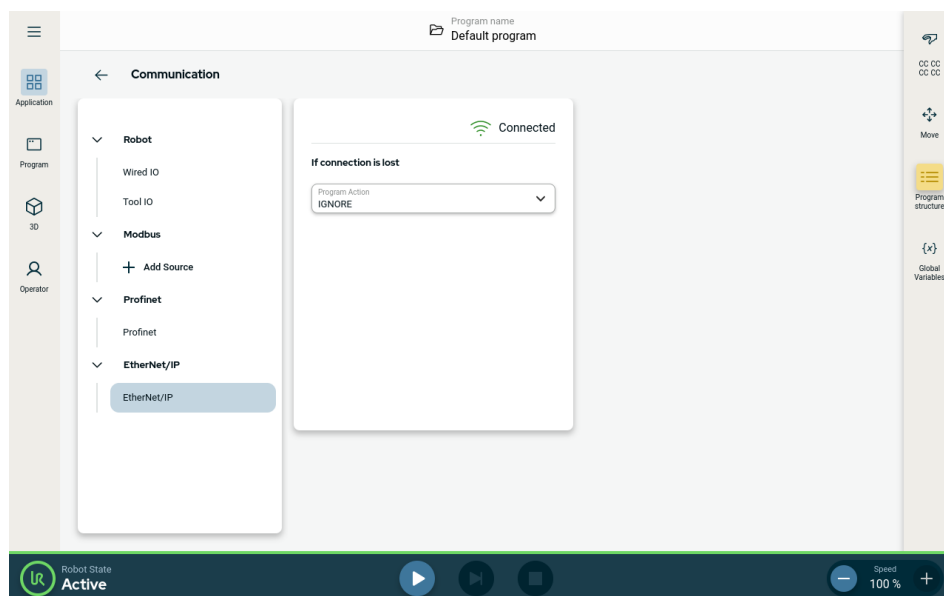 Program name
Default program
Application
Program
3D
Operator
Communication
Robot
Wired IO
Tool IO
Modbus
Add Source
Profinet
Profinet
EtherNet/IP
EtherNet/IP
Connected
If connection is lost
Program Action
IGNORE
CC CC
CC CC
Move
Program
structure
{x}
Global
Variables
Robot State
Active
Speed
100 %